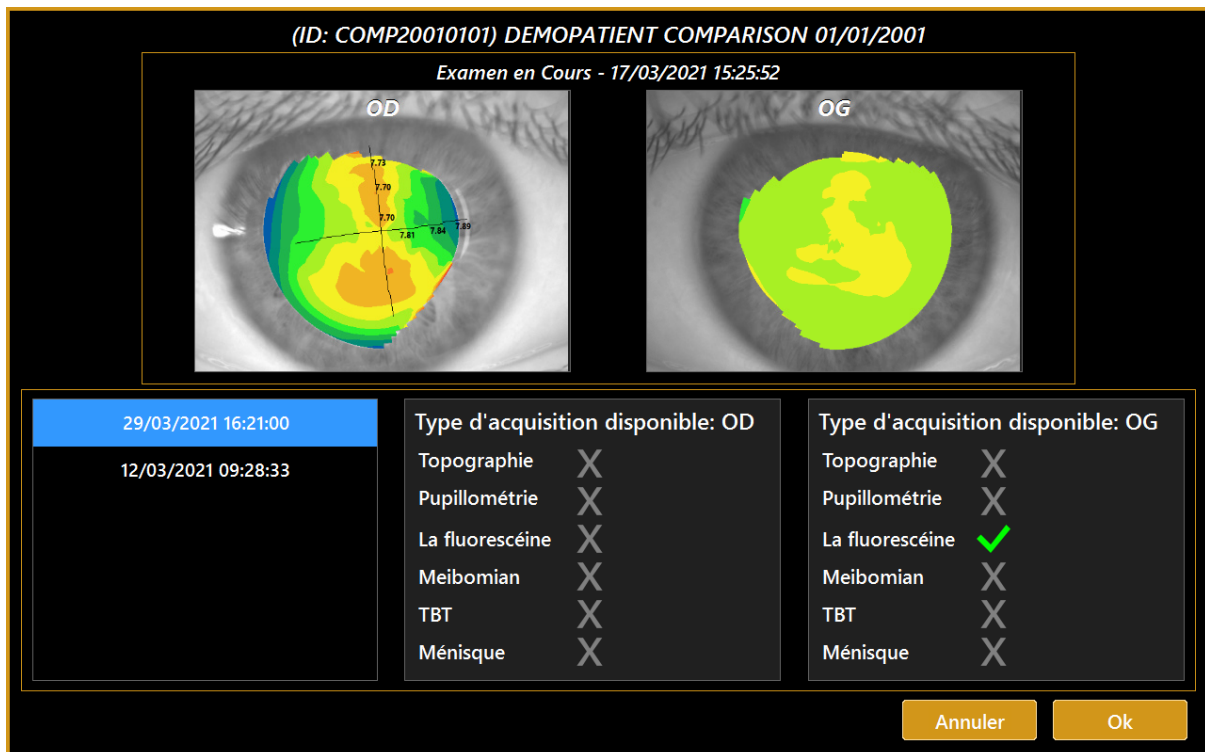 (ID: COMP20010101) DEMOPATIENT COMPARISON 01/01/2001
Examen en Cours - 17/03/2021 15:25:52
OD
OG
7.73
7.70
7.70
7.81 7.84 7.89
29/03/2021 16:21:00
12/03/2021 09:28:33
Type d'acquisition disponible: OD
Topographie X
Pupillométrie X
La fluorescéine X
Meibomian X
TBT X
Ménisque X
Type d'acquisition disponible: OG
Topographie X
Pupillométrie X
La fluorescéine ✓
Meibomian X
TBT X
Ménisque X
Annuler
Ok